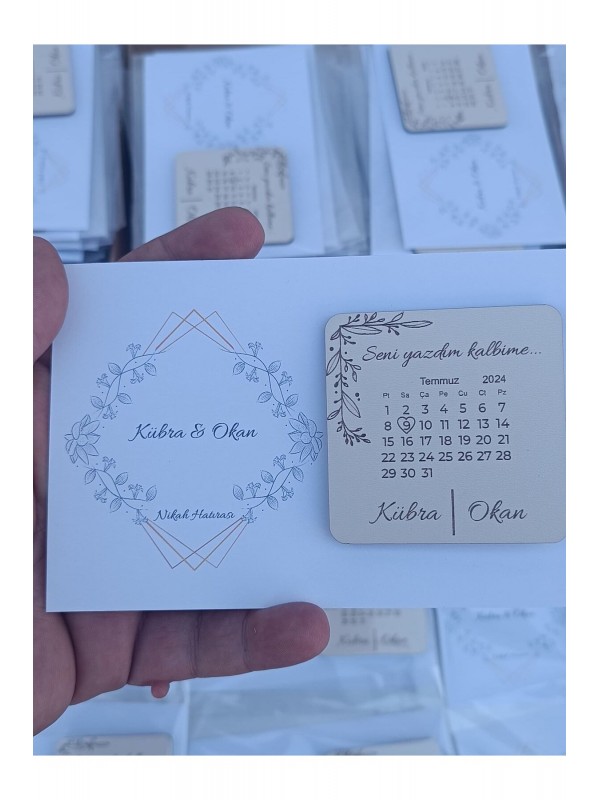 Kübra & Okan
Nikah Hatırası
Seni yazdım kalbime...
Temmuz 2024
Pt Sa Ça Pe Cu Ct Pz
1 2 3 4 5 6 7
8 9 10 11 12 13 14
15 16 17 18 19 20 21
22 23 24 25 26 27 28
29 30 31
Kübra | Okan
Kübra